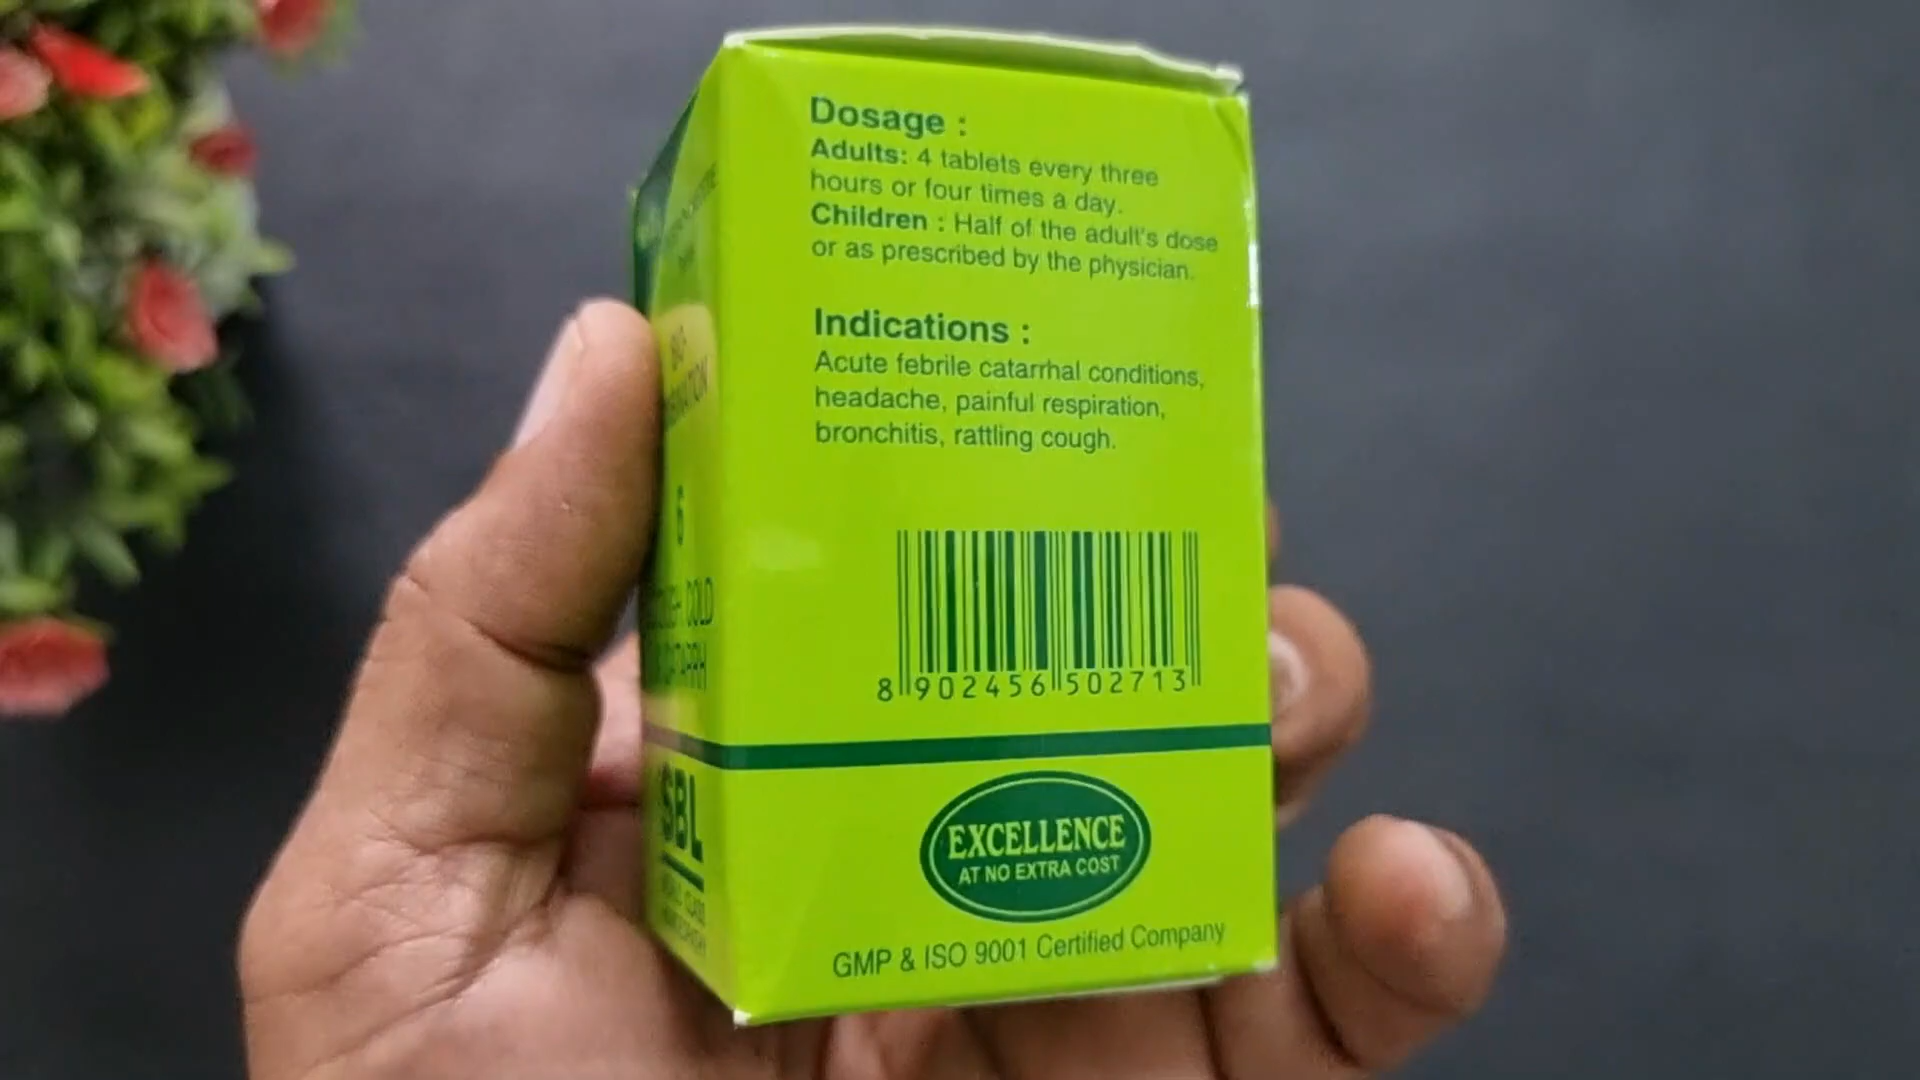 Dosage :
Adults: 4 tablets every three
hours or four times a day.
Children : Half of the adult's dose
or as prescribed by the physician.
Indications :
Acute febrile catarrhal conditions,
headache, painful respiration,
bronchitis, rattling cough.
8 902456 502713
EXCELLENCE
AT NO EXTRA COST
GMP & ISO 9001 Certified Company
6
COLD
SBL